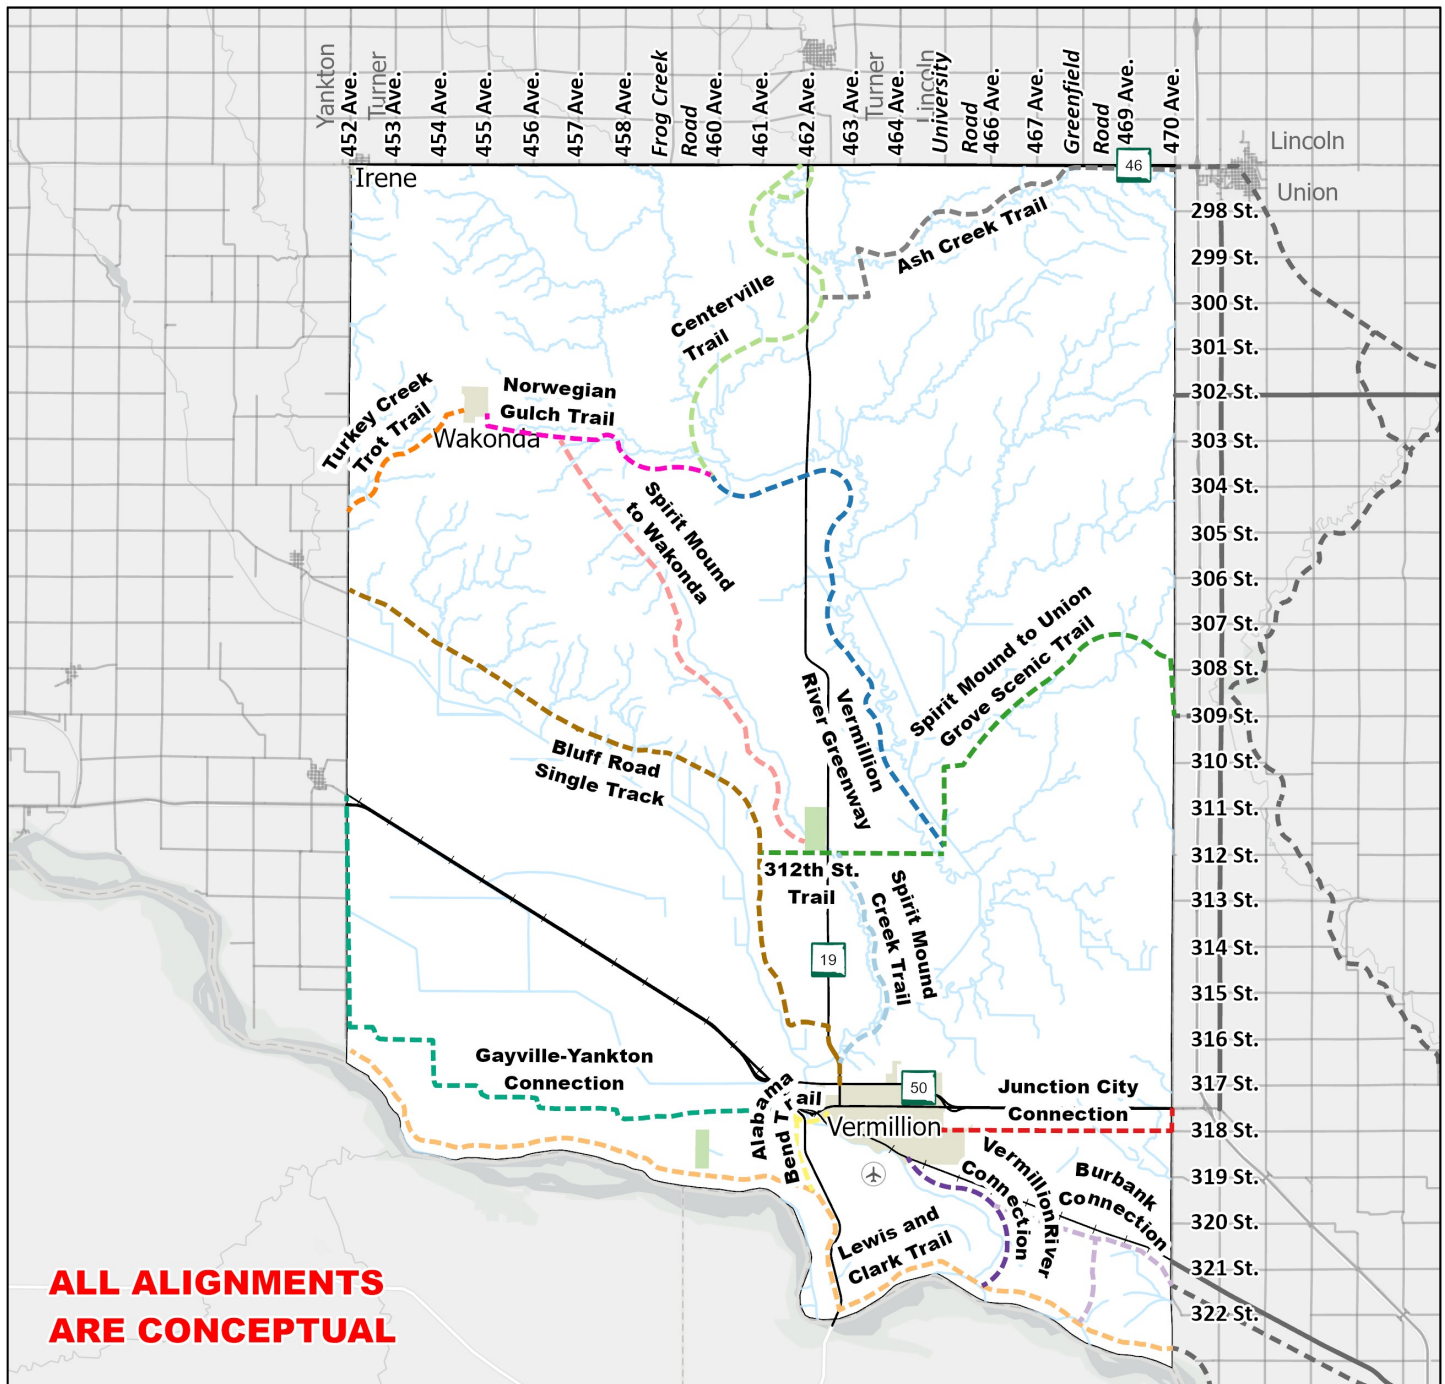 Yankton
Turner
452 Ave.
453 Ave.
454 Ave.
455 Ave.
456 Ave.
457 Ave.
458 Ave.
Frog Creek
Road
460 Ave.
461 Ave.
462 Ave.
463 Ave.
Turner
464 Ave.
Lincoln
University
Road
466 Ave.
467 Ave.
Greenfield
Road
469 Ave.
470 Ave.
46
Lincoln
Union
Irene
298 St.
299 St.
300 St.
301 St.
302 St.
303 St.
304 St.
305 St.
306 St.
307 St.
308 St.
309 St.
310 St.
311 St.
312 St.
313 St.
314 St.
315 St.
316 St.
317 St.
318 St.
319 St.
320 St.
321 St.
322 St.
Ash Creek Trail
Centerville
Trail
Norwegian
Gulch Trail
Turkey Creek
Trot Trail
Wakonda
Spirit Mound
to Wakonda
Spirit Mound to Union
Grove Scenic Trail
Vermillion
River Greenway
Bluff Road
Single Track
312th St.
Trail
Spirit Mound
Creek Trail
19
Gayville-Yankton
Connection
Alabama
Bend Trail
50
Junction City
Connection
Vermillion
Vermillion River
Connection
Burbank
Connection
Lewis and
Clark Trail
ALL ALIGNMENTS
ARE CONCEPTUAL